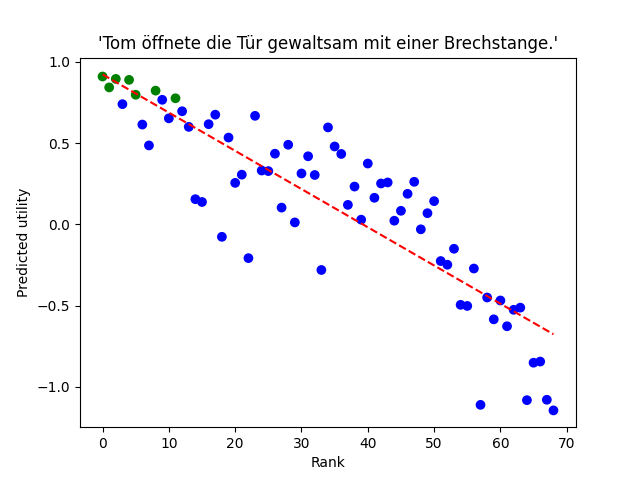 'Tom öffnete die Tür gewaltsam mit einer Brechstange.'
1.0
0.5
0.0
−0.5
−1.0
Predicted utility
0 10 20 30 40 50 60 70
Rank